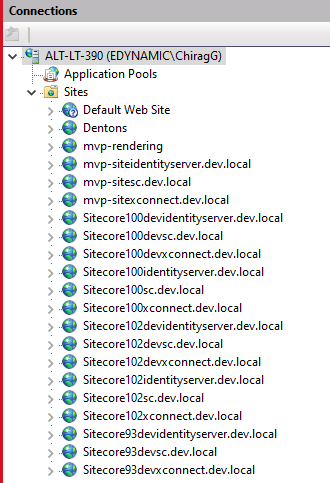 Connections
ALT-LT-390 (EDYNAMIC\ChiragG)
Application Pools
Sites
Default Web Site
Dentons
mvp-rendering
mvp-siteidentityserver.dev.local
mvp-sitesc.dev.local
mvp-sitexconnect.dev.local
Sitecore100devidentityserver.dev.local
Sitecore100devsc.dev.local
Sitecore100devxconnect.dev.local
Sitecore100identityserver.dev.local
Sitecore100sc.dev.local
Sitecore100xconnect.dev.local
Sitecore102devidentityserver.dev.local
Sitecore102devsc.dev.local
Sitecore102devxconnect.dev.local
Sitecore102identityserver.dev.local
Sitecore102sc.dev.local
Sitecore102xconnect.dev.local
Sitecore93devidentityserver.dev.local
Sitecore93devsc.dev.local
Sitecore93devxconnect.dev.local